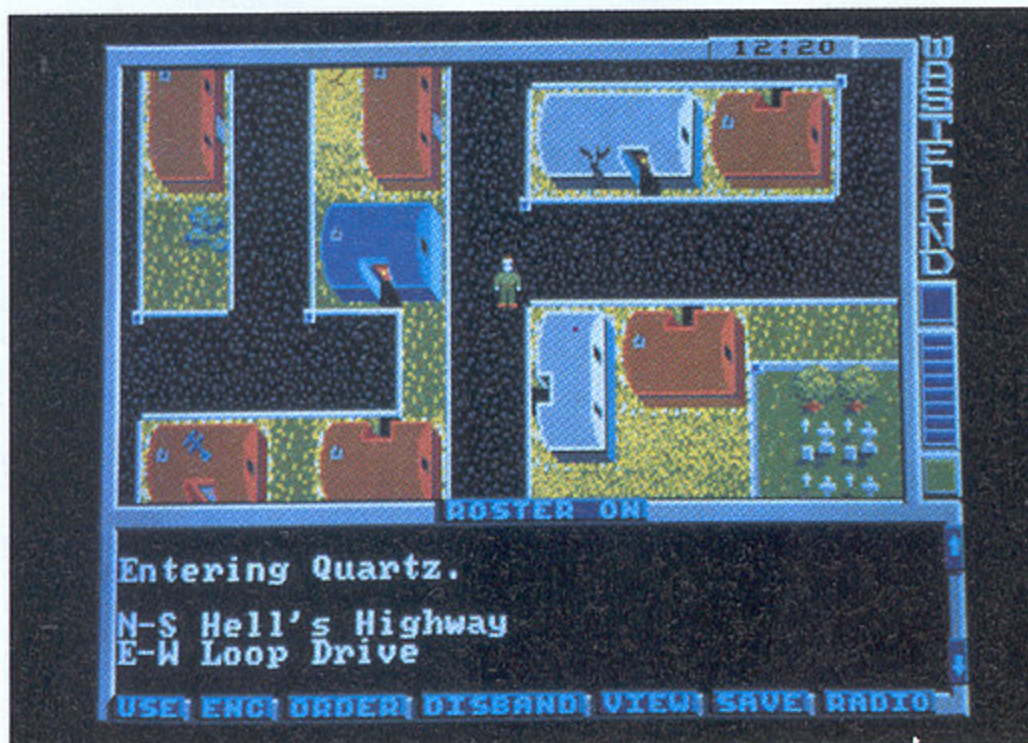 12:20
WASTELAND
ROSTER ON
Entering Quartz.
N-S Hell's Highway
E-W Loop Drive
USE ENC ORDER DISBAND VIEW SAVE RADIO